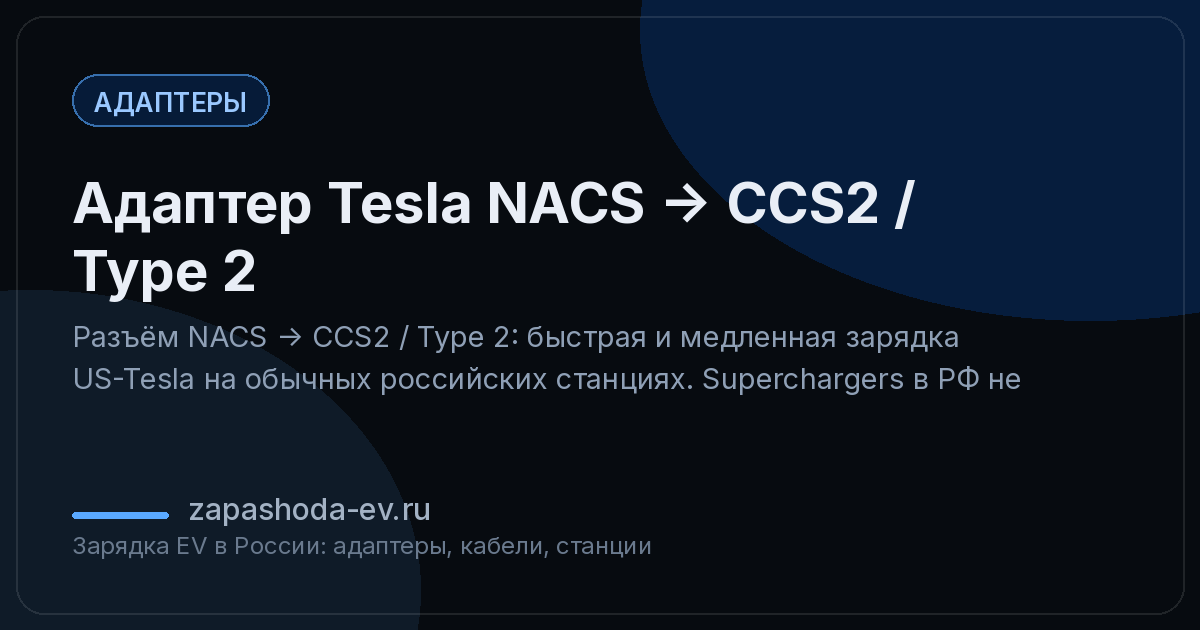 АДАПТЕРЫ
Адаптер Tesla NACS → CCS2 /
Type 2
Разъём NACS → CCS2 / Type 2: быстрая и медленная зарядка
US-Tesla на обычных российских станциях. Superchargers в РФ не
zapashoda-ev.ru
Зарядка EV в России: адаптеры, кабели, станции